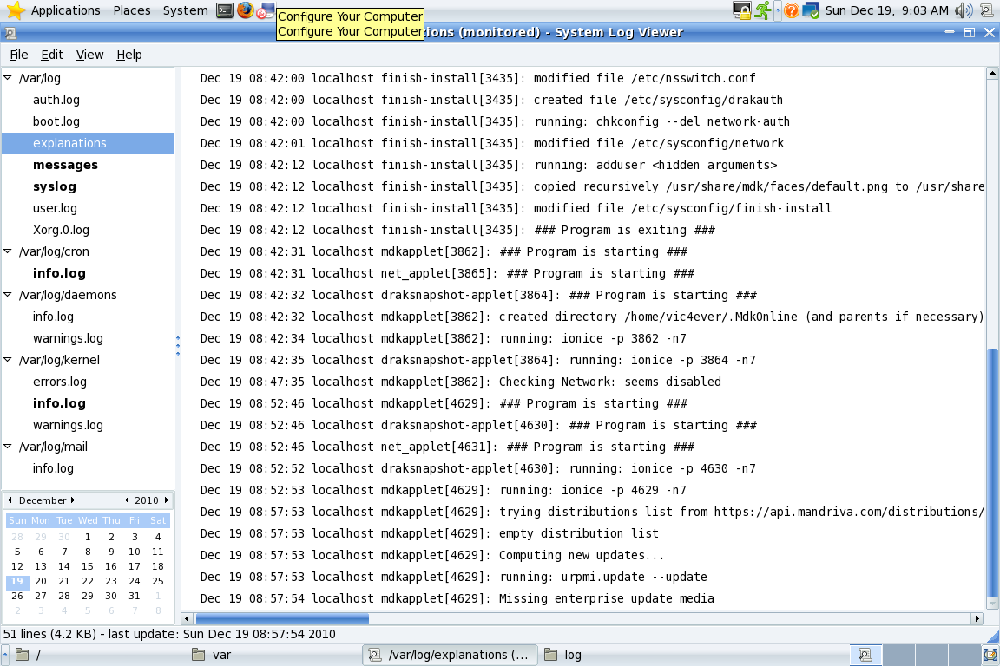 Applications Places System Sun Dec 19, 9:03 AM
Configure Your Computer
Configure Your Computer
ions (monitored) - System Log Viewer
File Edit View Help
/var/log
auth.log
boot.log
explanations
messages
syslog
user.log
Xorg.0.log
/var/log/cron
info.log
/var/log/daemons
info.log
warnings.log
/var/log/kernel
errors.log
info.log
warnings.log
/var/log/mail
info.log
December 2010
Sun Mon Tue Wed Thu Fri Sat
28 29 30 1 2 3 4
5 6 7 8 9 10 11
12 13 14 15 16 17 18
19 20 21 22 23 24 25
26 27 28 29 30 31 1
2 3 4 5 6 7 8
Dec 19 08:42:00 localhost finish-install[3435]: modified file /etc/nsswitch.conf
Dec 19 08:42:00 localhost finish-install[3435]: created file /etc/sysconfig/drakauth
Dec 19 08:42:00 localhost finish-install[3435]: running: chkconfig --del network-auth
Dec 19 08:42:01 localhost finish-install[3435]: modified file /etc/sysconfig/network
Dec 19 08:42:12 localhost finish-install[3435]: running: adduser <hidden arguments>
Dec 19 08:42:12 localhost finish-install[3435]: copied recursively /usr/share/mdk/faces/default.png to /usr/share
Dec 19 08:42:12 localhost finish-install[3435]: modified file /etc/sysconfig/finish-install
Dec 19 08:42:12 localhost finish-install[3435]: ### Program is exiting ###
Dec 19 08:42:31 localhost mdkapplet[3862]: ### Program is starting ###
Dec 19 08:42:31 localhost net_applet[3865]: ### Program is starting ###
Dec 19 08:42:32 localhost draksnapshot-applet[3864]: ### Program is starting ###
Dec 19 08:42:32 localhost mdkapplet[3862]: created directory /home/vic4ever/.MdkOnline (and parents if necessary)
Dec 19 08:42:34 localhost mdkapplet[3862]: running: ionice -p 3862 -n7
Dec 19 08:42:35 localhost draksnapshot-applet[3864]: running: ionice -p 3864 -n7
Dec 19 08:47:35 localhost mdkapplet[3862]: Checking Network: seems disabled
Dec 19 08:52:46 localhost mdkapplet[4629]: ### Program is starting ###
Dec 19 08:52:46 localhost draksnapshot-applet[4630]: ### Program is starting ###
Dec 19 08:52:46 localhost net_applet[4631]: ### Program is starting ###
Dec 19 08:52:52 localhost draksnapshot-applet[4630]: running: ionice -p 4630 -n7
Dec 19 08:52:53 localhost mdkapplet[4629]: running: ionice -p 4629 -n7
Dec 19 08:57:53 localhost mdkapplet[4629]: trying distributions list from https://api.mandriva.com/distributions/
Dec 19 08:57:53 localhost mdkapplet[4629]: empty distribution list
Dec 19 08:57:53 localhost mdkapplet[4629]: Computing new updates...
Dec 19 08:57:53 localhost mdkapplet[4629]: running: urpmi.update --update
Dec 19 08:57:54 localhost mdkapplet[4629]: Missing enterprise update media
51 lines (4.2 KB) - last update: Sun Dec 19 08:57:54 2010
/ var /var/log/explanations (... log